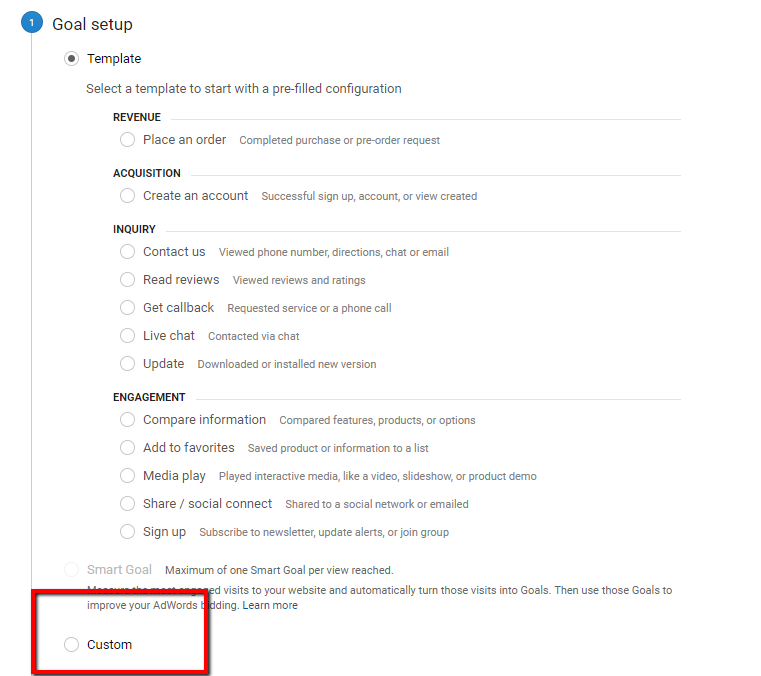 1 Goal setup
Template
Select a template to start with a pre-filled configuration
REVENUE
Place an order Completed purchase or pre-order request
ACQUISITION
Create an account Successful sign up, account, or view created
INQUIRY
Contact us Viewed phone number, directions, chat or email
Read reviews Viewed reviews and ratings
Get callback Requested service or a phone call
Live chat Contacted via chat
Update Downloaded or installed new version
ENGAGEMENT
Compare information Compared features, products, or options
Add to favorites Saved product or information to a list
Media play Played interactive media, like a video, slideshow, or product demo
Share / social connect Shared to a social network or emailed
Sign up Subscribe to newsletter, update alerts, or join group
Smart Goal Maximum of one Smart Goal per view reached.
Measure the most engaged visits to your website and automatically turn those visits into Goals. Then use those Goals to
improve your AdWords bidding. Learn more
Custom